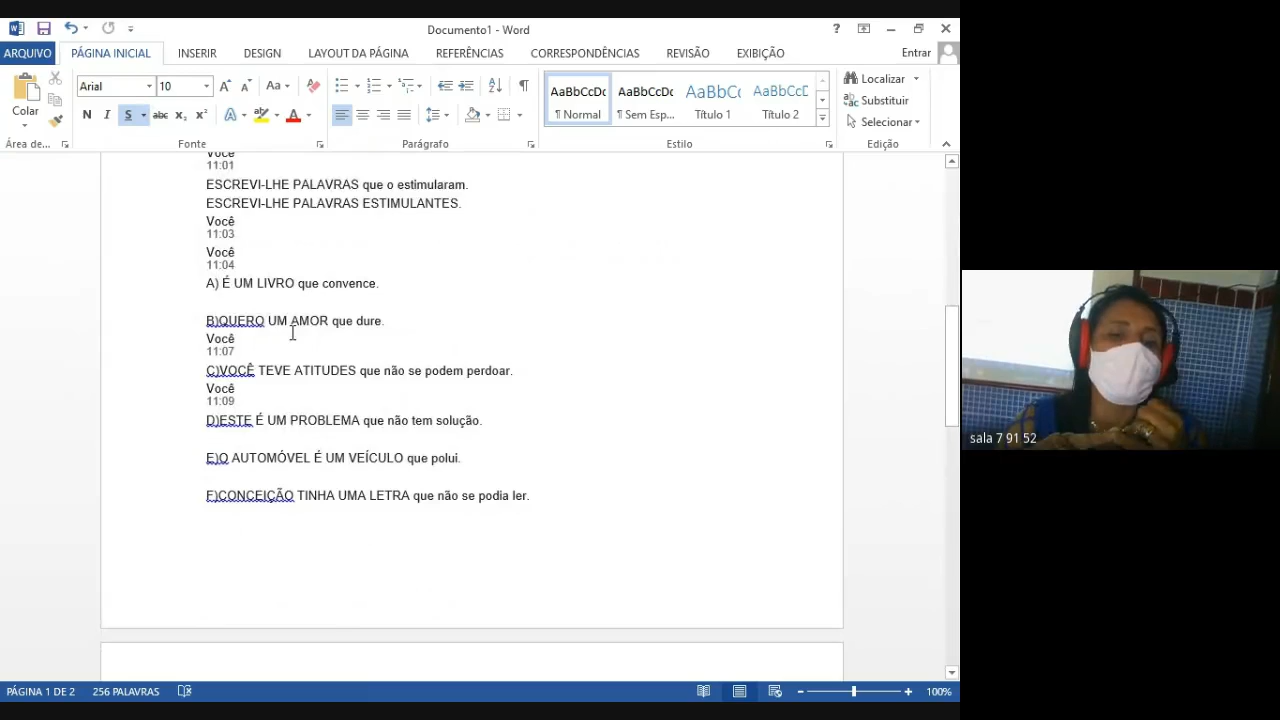 Documento1 - Word
ARQUIVO PÁGINA INICIAL INSERIR DESIGN LAYOUT DA PÁGINA REFERÊNCIAS CORRESPONDÊNCIAS REVISÃO EXIBIÇÃO Entrar
Colar
Arial 10
N I S abc x₂ x²
AaBbCcDc AaBbCcDc AaBbCc AaBbCcD
¶ Normal ¶ Sem Esp... Título 1 Título 2
Localizar
Substituir
Selecionar
Área de... Fonte Parágrafo Estilo Edição
Você
11:01
ESCREVI-LHE PALAVRAS que o estimularam.
ESCREVI-LHE PALAVRAS ESTIMULANTES.
Você
11:03
Você
11:04
A) É UM LIVRO que convence.
B)QUERO UM AMOR que dure.
Você
11:07
C)VOCÊ TEVE ATITUDES que não se podem perdoar.
Você
11:09
D)ESTE É UM PROBLEMA que não tem solução.
E)O AUTOMÓVEL É UM VEÍCULO que polui.
F)CONCEIÇÃO TINHA UMA LETRA que não se podia ler.
sala 7 91 52
PÁGINA 1 DE 2 256 PALAVRAS 100%